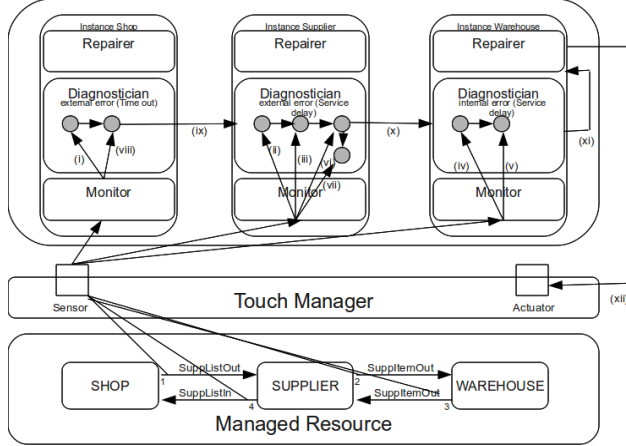 Instance Shop
Instance Supplier
Instance Warehouse
Repairer
Repairer
Repairer
Diagnostician
external error (Time out)
Diagnostician
external error (Service
delay)
Diagnostician
internal error (Service
delay)
(i)
(viii)
(ix)
(ii)
(iii)
(vi)
(vii)
(x)
(iv)
(v)
(xi)
Monitor
Monitor
Monitor
Touch Manager
Sensor
Actuator
(xii)
SHOP
SuppListOut
1
SuppListIn
4
SUPPLIER
SuppItemOut
2
SuppItemOut
3
WAREHOUSE
Managed Resource